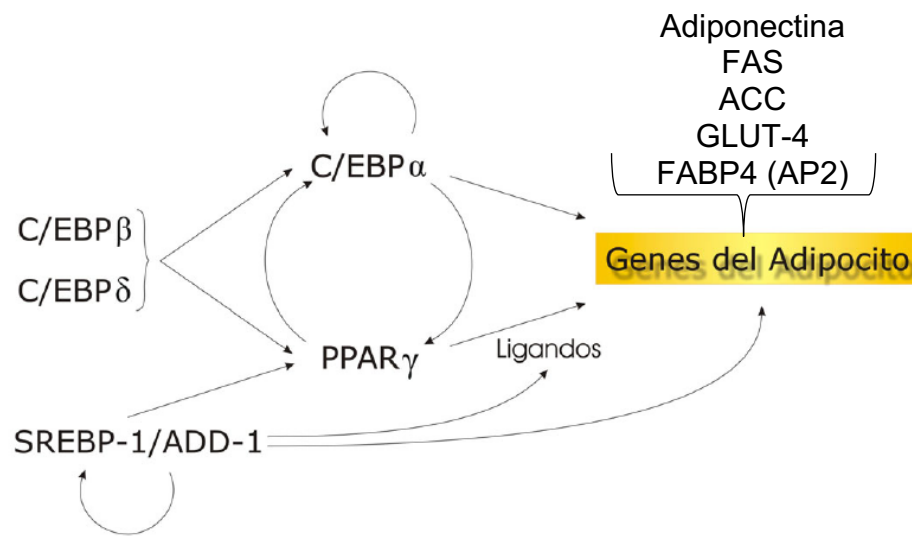 Adiponectina
FAS
ACC
GLUT-4
FABP4 (AP2)
C/EBPα
C/EBPβ
C/EBPδ
Genes del Adipocito
PPARγ
Ligandos
SREBP-1/ADD-1